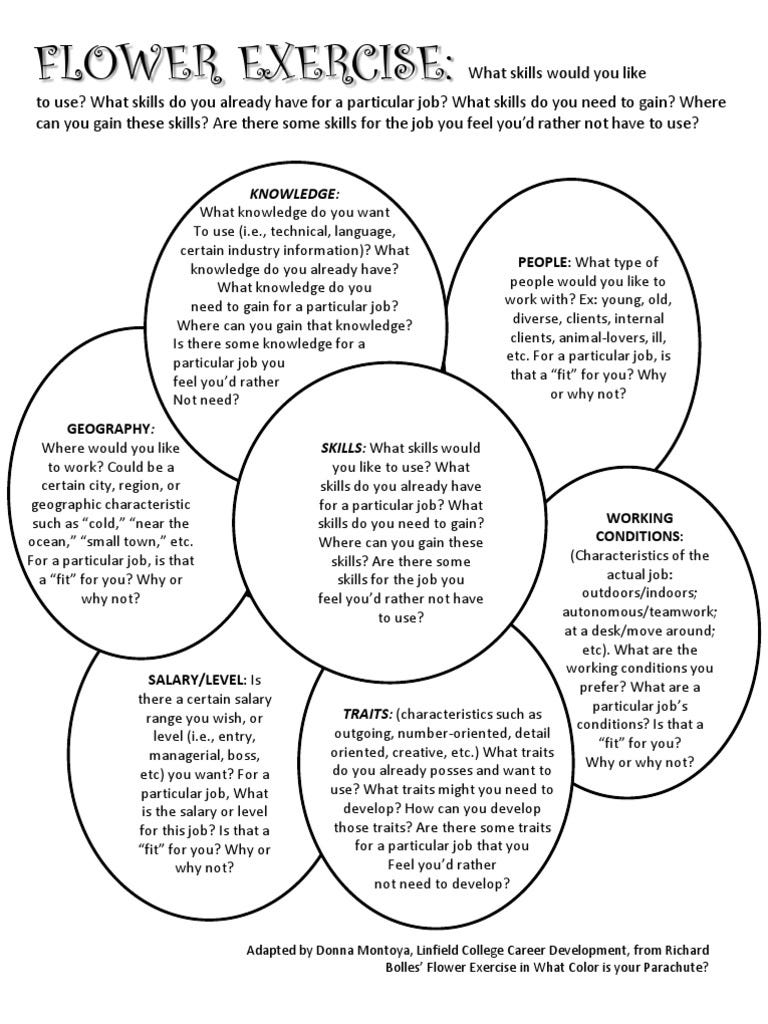 FLOWER EXERCISE: What skills would you like
to use? What skills do you already have for a particular job? What skills do you need to gain? Where
can you gain these skills? Are there some skills for the job you feel you’d rather not have to use?
KNOWLEDGE:
What knowledge do you want
To use (i.e., technical, language,
certain industry information)? What
knowledge do you already have?
What knowledge do you
need to gain for a particular job?
Where can you gain that knowledge?
Is there some knowledge for a
particular job you
feel you’d rather
Not need?
PEOPLE: What type of
people would you like to
work with? Ex: young, old,
diverse, clients, internal
clients, animal-lovers, ill,
etc. For a particular job, is
that a “fit” for you? Why
or why not?
GEOGRAPHY:
Where would you like
to work? Could be a
certain city, region, or
geographic characteristic
such as “cold,” “near the
ocean,” “small town,” etc.
For a particular job, is that
a “fit” for you? Why or
why not?
SKILLS: What skills would
you like to use? What
skills do you already have
for a particular job? What
skills do you need to gain?
Where can you gain these
skills? Are there some
skills for the job you
feel you’d rather not have
to use?
WORKING
CONDITIONS:
(Characteristics of the
actual job:
outdoors/indoors;
autonomous/teamwork;
at a desk/move around;
etc). What are the
working conditions you
prefer? What are a
particular job’s
conditions? Is that a
“fit” for you?
Why or why not?
SALARY/LEVEL: Is
there a certain salary
range you wish, or
level (i.e., entry,
managerial, boss,
etc) you want? For a
particular job, What
is the salary or level
for this job? Is that a
“fit” for you? Why or
why not?
TRAITS: (characteristics such as
outgoing, number-oriented, detail
oriented, creative, etc.) What traits
do you already posses and want to
use? What traits might you need to
develop? How can you develop
those traits? Are there some traits
for a particular job that you
Feel you’d rather
not need to develop?
Adapted by Donna Montoya, Linfield College Career Development, from Richard
Bolles’ Flower Exercise in What Color is your Parachute?